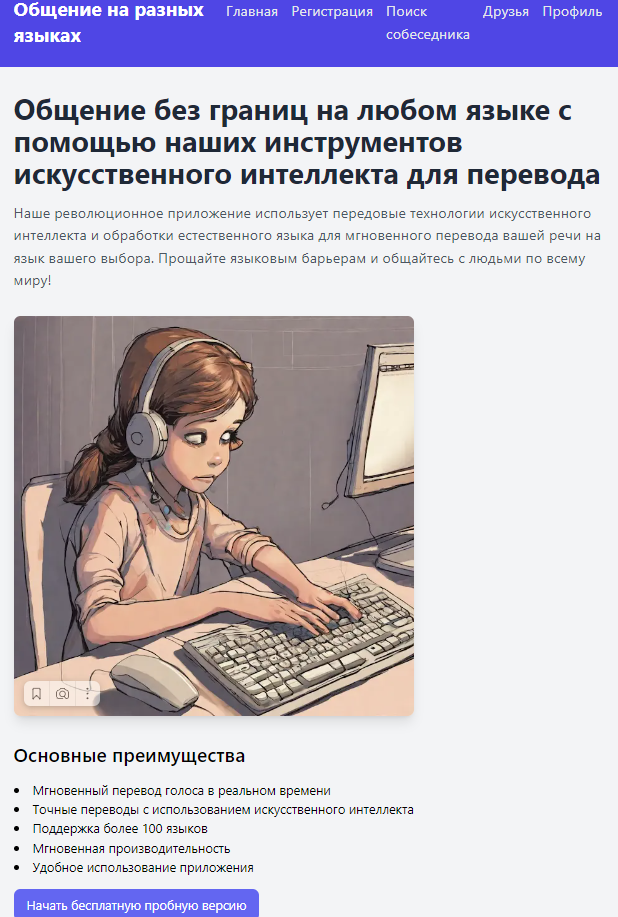 Общение на разных языках
Главная
Регистрация
Поиск собеседника
Друзья
Профиль
Общение без границ на любом языке с
помощью наших инструментов
искусственного интеллекта для перевода
Наше революционное приложение использует передовые технологии искусственного
интеллекта и обработки естественного языка для мгновенного перевода вашей речи на
язык вашего выбора. Прощайте языковым барьерам и общайтесь с людьми по всему
миру!
Основные преимущества
Мгновенный перевод голоса в реальном времени
Точные переводы с использованием искусственного интеллекта
Поддержка более 100 языков
Мгновенная производительность
Удобное использование приложения
Начать бесплатную пробную версию